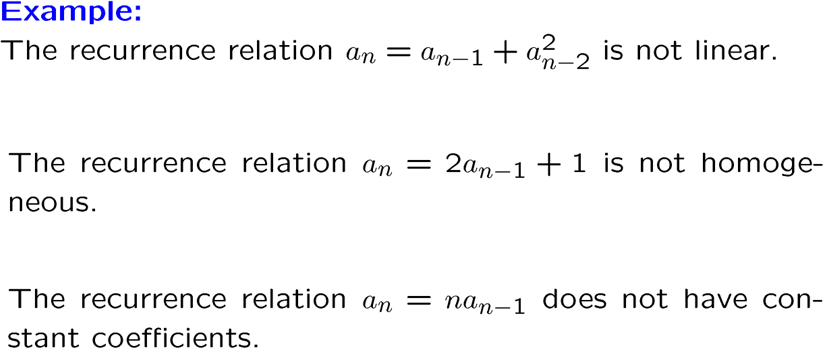 Example:
The recurrence relation $a_n = a_{n-1} + a_{n-2}^2$ is not linear.
The recurrence relation $a_n = 2a_{n-1} + 1$ is not homoge-
neous.
The recurrence relation $a_n = na_{n-1}$ does not have con-
stant coefficients.